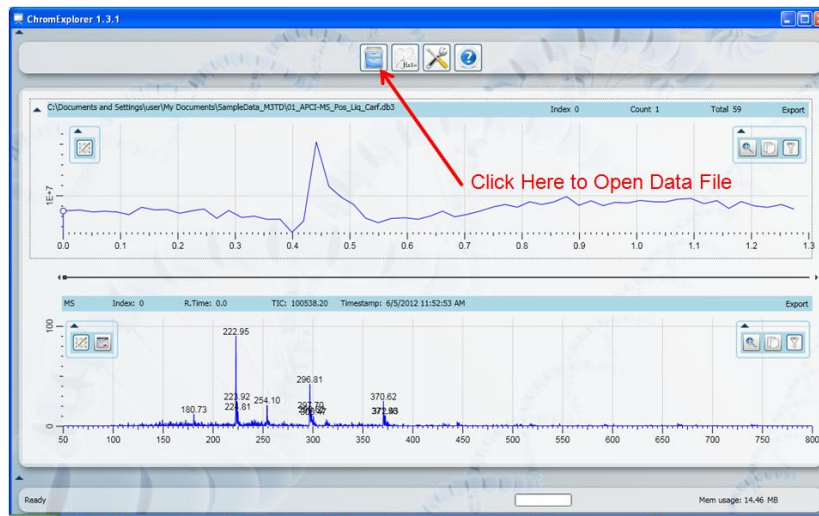 ChromExplorer 1.3.1
f(x)=
C:\Documents and Settings\user\My Documents\SampleData_M3TD\01_APCI-MS_Pos_Liq_Carf.db3 Index 0 Count 1 Total 59 Export
Click Here to Open Data File
1E+7
0.0 0.1 0.2 0.3 0.4 0.5 0.6 0.7 0.8 0.9 1.0 1.1 1.2 1.3
MS Index: 0 R.Time: 0.0 TIC: 100538.20 Timestamp: 6/5/2012 11:52:53 AM Export
100
222.95
296.81
370.62
223.92
254.10
297.70
180.73
224.81
0
50 100 150 200 250 300 350 400 450 500 550 600 650 700 750 800
Ready Mem usage: 14.46 MB